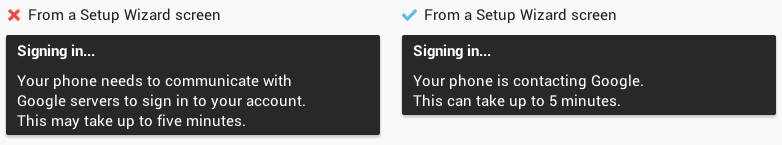 From a Setup Wizard screen
Signing in...
Your phone needs to communicate with
Google servers to sign in to your account.
This may take up to five minutes.
From a Setup Wizard screen
Signing in...
Your phone is contacting Google.
This can take up to 5 minutes.